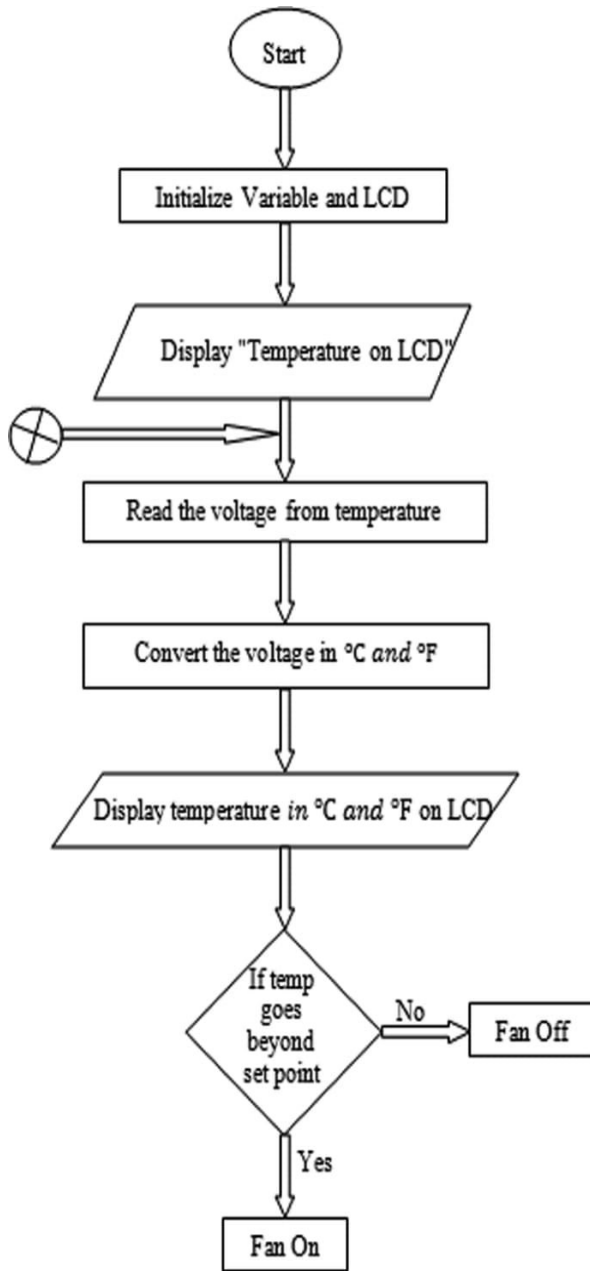 Start
Initialize Variable and LCD
Display "Temperature on LCD"
Read the voltage from temperature
Convert the voltage in °C and °F
Display temperature in °C and °F on LCD
If temp
goes
beyond
set point
No
Fan Off
Yes
Fan On